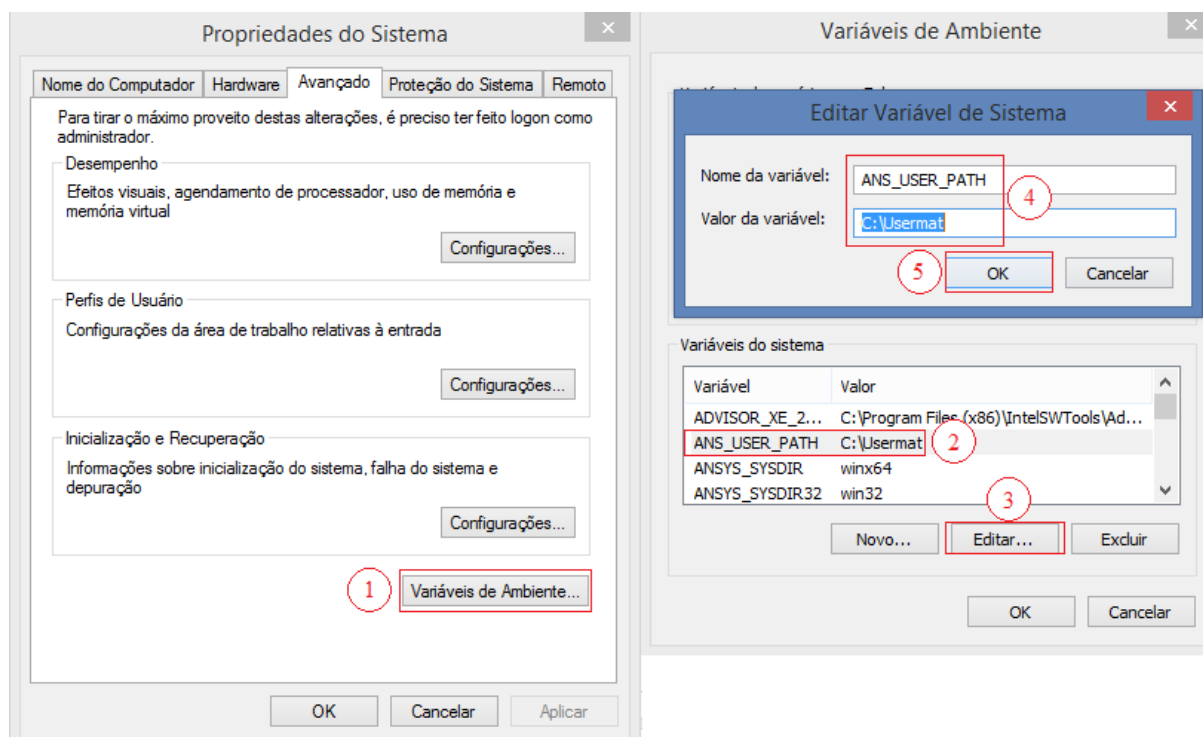 Propriedades do Sistema
Nome do Computador Hardware Avançado Proteção do Sistema Remoto
Para tirar o máximo proveito destas alterações, é preciso ter feito logon como
administrador.
Desempenho
Efeitos visuais, agendamento de processador, uso de memória e
memória virtual
Configurações...
Perfis de Usuário
Configurações da área de trabalho relativas à entrada
Configurações...
Inicialização e Recuperação
Informações sobre inicialização do sistema, falha do sistema e
depuração
Configurações...
1 Variáveis de Ambiente...
OK Cancelar Aplicar
Variáveis de Ambiente
Editar Variável de Sistema
Nome da variável: ANS_USER_PATH
4
Valor da variável: C:\Usermat
5 OK Cancelar
Variáveis do sistema
Variável Valor
ADVISOR_XE_2... C:\Program Files (x86)\IntelSWTools\Ad...
ANS_USER_PATH C:\Usermat 2
ANSYS_SYSDIR winx64
ANSYS_SYSDIR32 win32
3
Novo... Editar... Excluir
OK Cancelar